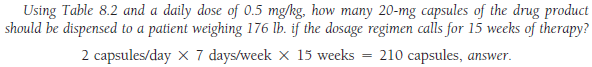 Using Table 8.2 and a daily dose of 0.5 mg/kg, how many 20-mg capsules of the drug product
should be dispensed to a patient weighing 176 lb. if the dosage regimen calls for 15 weeks of therapy?
2 capsules/day × 7 days/week × 15 weeks = 210 capsules, answer.